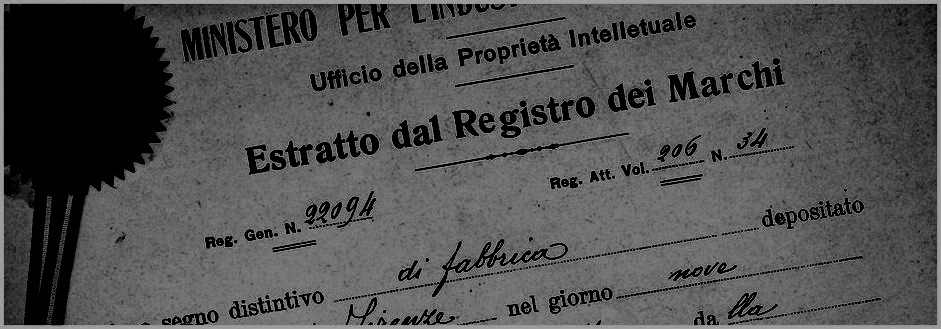 MINISTERO PER L'INDUS
Ufficio della Proprietà Intelletuale
Estratto dal Registro dei Marchi
Reg. Gen. N. 22094 Reg. Att. Vol. 206 N. 34
segno distintivo di fabbrica depositato
Firenze nel giorno nove
da lla